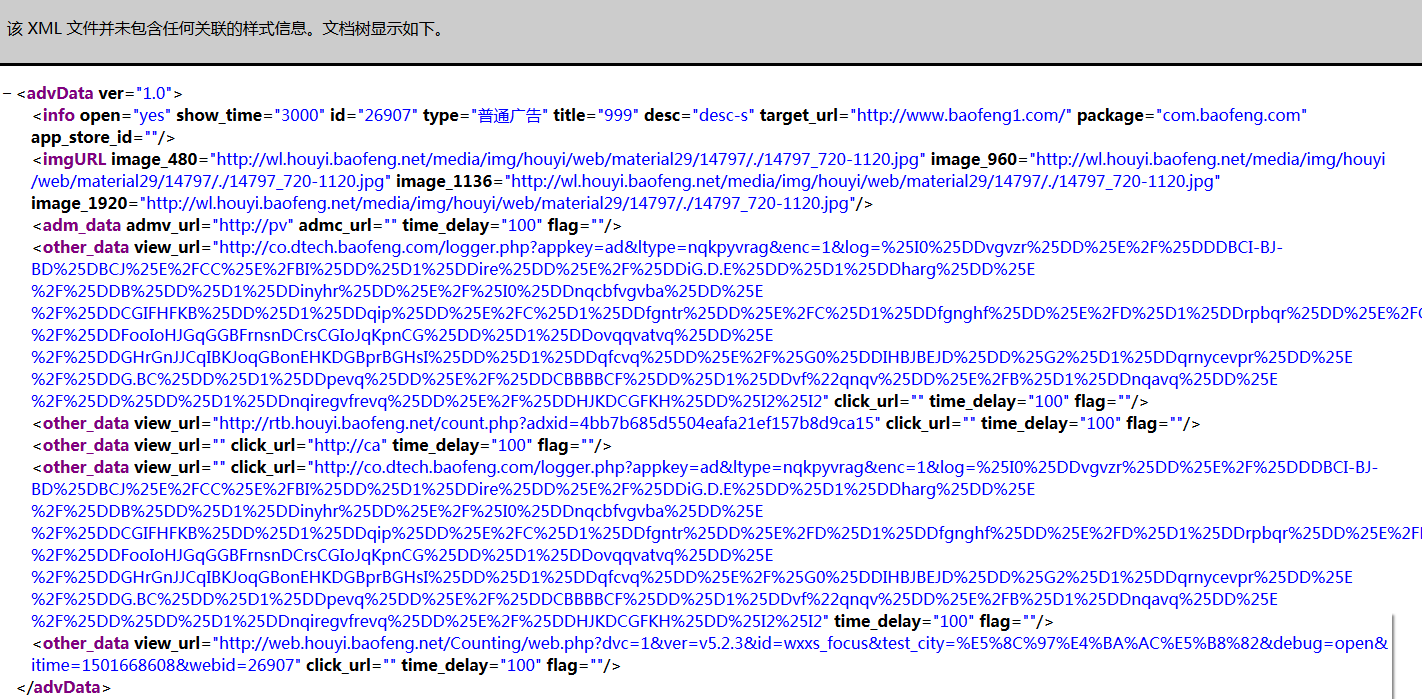 该 XML 文件并未包含任何关联的样式信息。文档树显示如下。
− <advData ver="1.0">
<info open="yes" show_time="3000" id="26907" type="普通广告" title="999" desc="desc-s" target_url="http://www.baofeng1.com/" package="com.baofeng"
app_store_id=""/>
<imgURL image_480="http://wl.houyi.baofeng.net/media/img/houyi/web/material29/14797/./14797_720-1120.jpg" image_960="http://wl.houyi.baofeng.net/media/img/houyi
/web/material29/14797/./14797_720-1120.jpg" image_1136="http://wl.houyi.baofeng.net/media/img/houyi/web/material29/14797/./14797_720-1120.jpg"
image_1920="http://wl.houyi.baofeng.net/media/img/houyi/web/material29/14797/./14797_720-1120.jpg"/>
<adm_data admv_url="http://pv" admc_url="" time_delay="100" flag=""/>
<other_data view_url="http://co.dtech.baofeng.com/logger.php?appkey=ad&ltype=nqkpyvrag&enc=1&log=%25I0%25DDvgvzr%25DD%25E%2F%25DDDBCI-BJ-
BD%25DBCJ%25E%2FCC%25E%2FBI%25DD%25D1%25DDire%25DD%25E%2F%25DDiG.D.E%25DD%25D1%25DDharg%25DD%25E
%2F%25DDB%25DD%25D1%25DDinyhr%25DD%25E%2F%25I0%25DDnqcbfvgvba%25DD%25E
%2F%25DDCGIFHFKB%25DD%25D1%25DDqip%25DD%25E%2FC%25D1%25DDfgntr%25DD%25E%2FC%25D1%25DDfgnghf%25DD%25E%2FD%25D1%25DDrpbqr%25DD%25E%2FC
%2F%25DDFooIoHJGqGGBFrnsnDCrsCGIoJqKpnCG%25DD%25D1%25DDovqqvatvq%25DD%25E
%2F%25DDGHrGnJJCqIBKJoqGBonEHKDGBprBGHsI%25DD%25D1%25DDqfcvq%25DD%25E%2F%25G0%25DDIHBJBEJD%25DD%25G2%25D1%25DDqrnycevpr%25DD%25E
%2F%25DDG.BC%25DD%25D1%25DDpevq%25DD%25E%2F%25DDCBBBBCF%25DD%25D1%25DDvf%22qnqv%25DD%25E%2FB%25D1%25DDnqavq%25DD%25E
%2F%25DD%25DD%25D1%25DDnqiregvfrevq%25DD%25E%2F%25DDHJKDCGFKH%25DD%25I2%25I2" click_url="" time_delay="100" flag=""/>
<other_data view_url="http://rtb.houyi.baofeng.net/count.php?adxid=4bb7b685d5504eafa21ef157b8d9ca15" click_url="" time_delay="100" flag=""/>
<other_data view_url="" click_url="http://ca" time_delay="100" flag=""/>
<other_data view_url="" click_url="http://co.dtech.baofeng.com/logger.php?appkey=ad&ltype=nqkpyvrag&enc=1&log=%25I0%25DDvgvzr%25DD%25E%2F%25DDDBCI-BJ-
BD%25DBCJ%25E%2FCC%25E%2FBI%25DD%25D1%25DDire%25DD%25E%2F%25DDiG.D.E%25DD%25D1%25DDharg%25DD%25E
%2F%25DDB%25DD%25D1%25DDinyhr%25DD%25E%2F%25I0%25DDnqcbfvgvba%25DD%25E
%2F%25DDCGIFHFKB%25DD%25D1%25DDqip%25DD%25E%2FC%25D1%25DDfgntr%25DD%25E%2FD%25D1%25DDfgnghf%25DD%25E%2FD%25D1%25DDrpbqr%25DD%25E%2F
%2F%25DDFooIoHJGqGGBFrnsnDCrsCGIoJqKpnCG%25DD%25D1%25DDovqqvatvq%25DD%25E
%2F%25DDGHrGnJJCqIBKJoqGBonEHKDGBprBGHsI%25DD%25D1%25DDqfcvq%25DD%25E%2F%25G0%25DDIHBJBEJD%25DD%25G2%25D1%25DDqrnycevpr%25DD%25E
%2F%25DDG.BC%25DD%25D1%25DDpevq%25DD%25E%2F%25DDCBBBBCF%25DD%25D1%25DDvf%22qnqv%25DD%25E%2FB%25D1%25DDnqavq%25DD%25E
%2F%25DD%25DD%25D1%25DDnqiregvfrevq%25DD%25E%2F%25DDHJKDCGFKH%25DD%25I2%25I2" time_delay="100" flag=""/>
<other_data view_url="http://web.houyi.baofeng.net/Counting/web.php?dvc=1&ver=v5.2.3&id=wxxs_focus&test_city=%E5%8C%97%E4%BA%AC%E5%B8%82&debug=open&
itime=1501668608&webid=26907" click_url="" time_delay="100" flag=""/>
</advData>